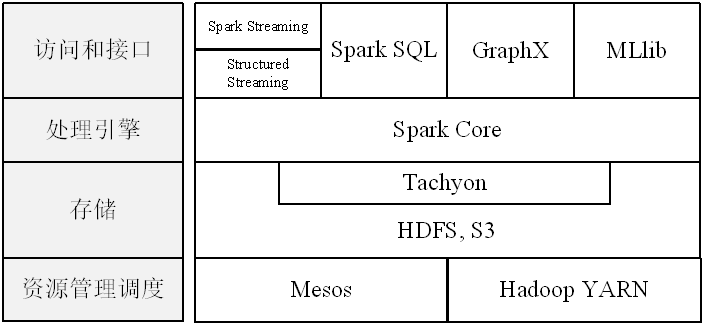 访问和接口
Spark Streaming
Structured
Streaming
Spark SQL
GraphX
MLlib
处理引擎
Spark Core
存储
Tachyon
HDFS, S3
资源管理调度
Mesos
Hadoop YARN